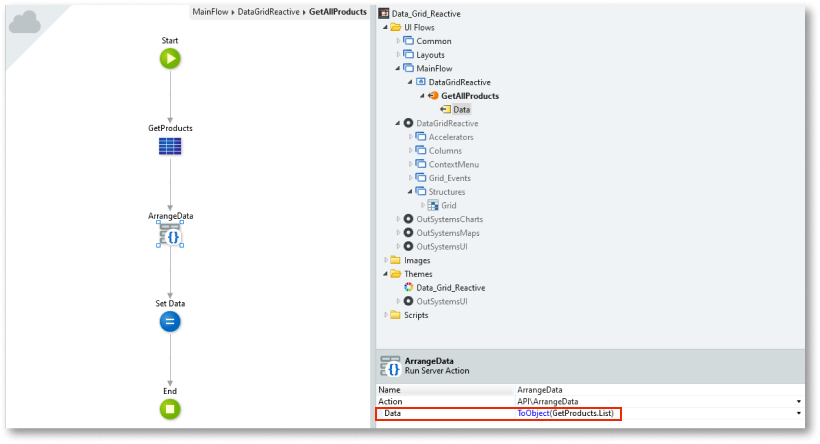 MainFlow ▸ DataGridReactive ▸ GetAllProducts
Start
GetProducts
ArrangeData
{}
Set Data
=
End
Data_Grid_Reactive
UI Flows
Common
Layouts
MainFlow
DataGridReactive
GetAllProducts
Data
DataGridReactive
Accelerators
Columns
ContextMenu
Grid_Events
Structures
Grid
OutSystemsCharts
OutSystemsMaps
OutSystemsUI
Images
Themes
Data_Grid_Reactive
OutSystemsUI
Scripts
{}
ArrangeData
Run Server Action
Name ArrangeData
Action API\ArrangeData
Data ToObject(GetProducts.List)